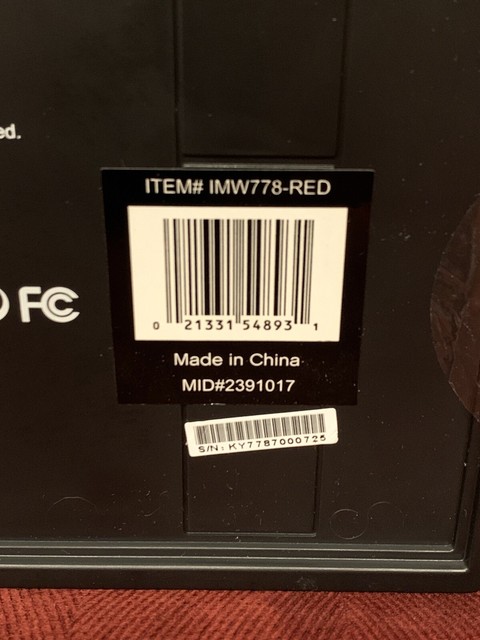 ed.
ITEM# IMW778-RED
0 21331 54893 1
FC
Made in China
MID#2391017
S/N: KY7787000725